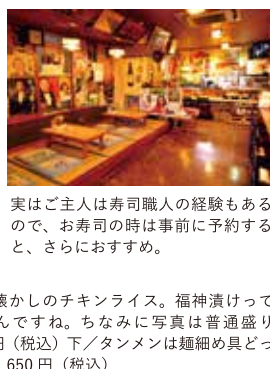 実はご主人は寿司職人の経験もある
ので、お寿司の時は事前に予約する
と、さらにおすすめ。
懐かしのチキンライス。福神漬けって
んですね。ちなみに写真は普通盛り
円（税込）下／タンメンは麺細め具どっ
650 円（税込）